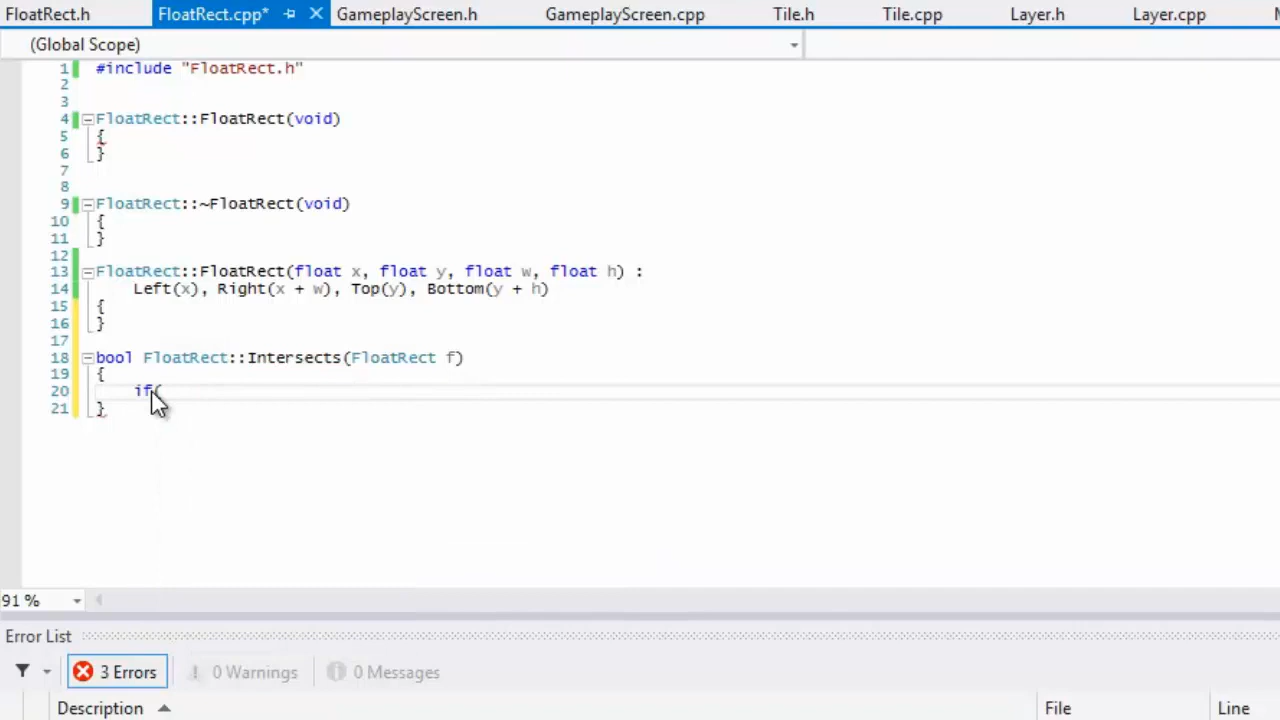 FloatRect.h FloatRect.cpp* GameplayScreen.h GameplayScreen.cpp Tile.h Tile.cpp Layer.h Layer.cpp
(Global Scope)
1 #include "FloatRect.h"
2
3
4 FloatRect::FloatRect(void)
5 {
6 }
7
8
9 FloatRect::~FloatRect(void)
10 {
11 }
12
13 FloatRect::FloatRect(float x, float y, float w, float h) :
14 Left(x), Right(x + w), Top(y), Bottom(y + h)
15 {
16 }
17
18 bool FloatRect::Intersects(FloatRect f)
19 {
20 if(
21 }
91 %
Error List
3 Errors 0 Warnings 0 Messages
Description File Line